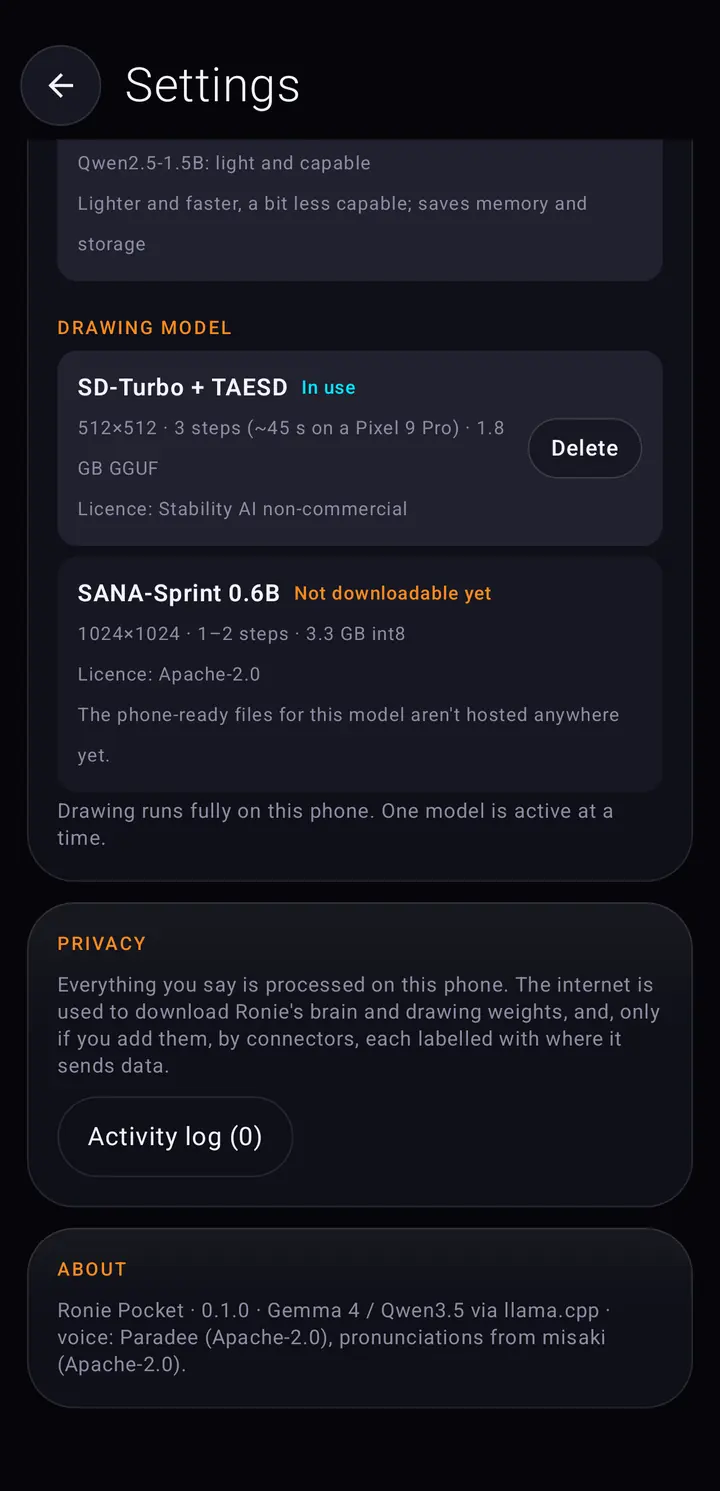 Settings
Qwen2.5-1.5B: light and capable
Lighter and faster, a bit less capable; saves memory and
storage
DRAWING MODEL
SD-Turbo + TAESD In use
512×512 · 3 steps (~45 s on a Pixel 9 Pro) · 1.8
GB GGUF
Licence: Stability AI non-commercial
Delete
SANA-Sprint 0.6B Not downloadable yet
1024×1024 · 1–2 steps · 3.3 GB int8
Licence: Apache-2.0
The phone-ready files for this model aren't hosted anywhere
yet.
Drawing runs fully on this phone. One model is active at a
time.
PRIVACY
Everything you say is processed on this phone. The internet is
used to download Ronie's brain and drawing weights, and, only
if you add them, by connectors, each labelled with where it
sends data.
Activity log (0)
ABOUT
Ronie Pocket · 0.1.0 · Gemma 4 / Qwen3.5 via llama.cpp ·
voice: Paradee (Apache-2.0), pronunciations from misaki
(Apache-2.0).